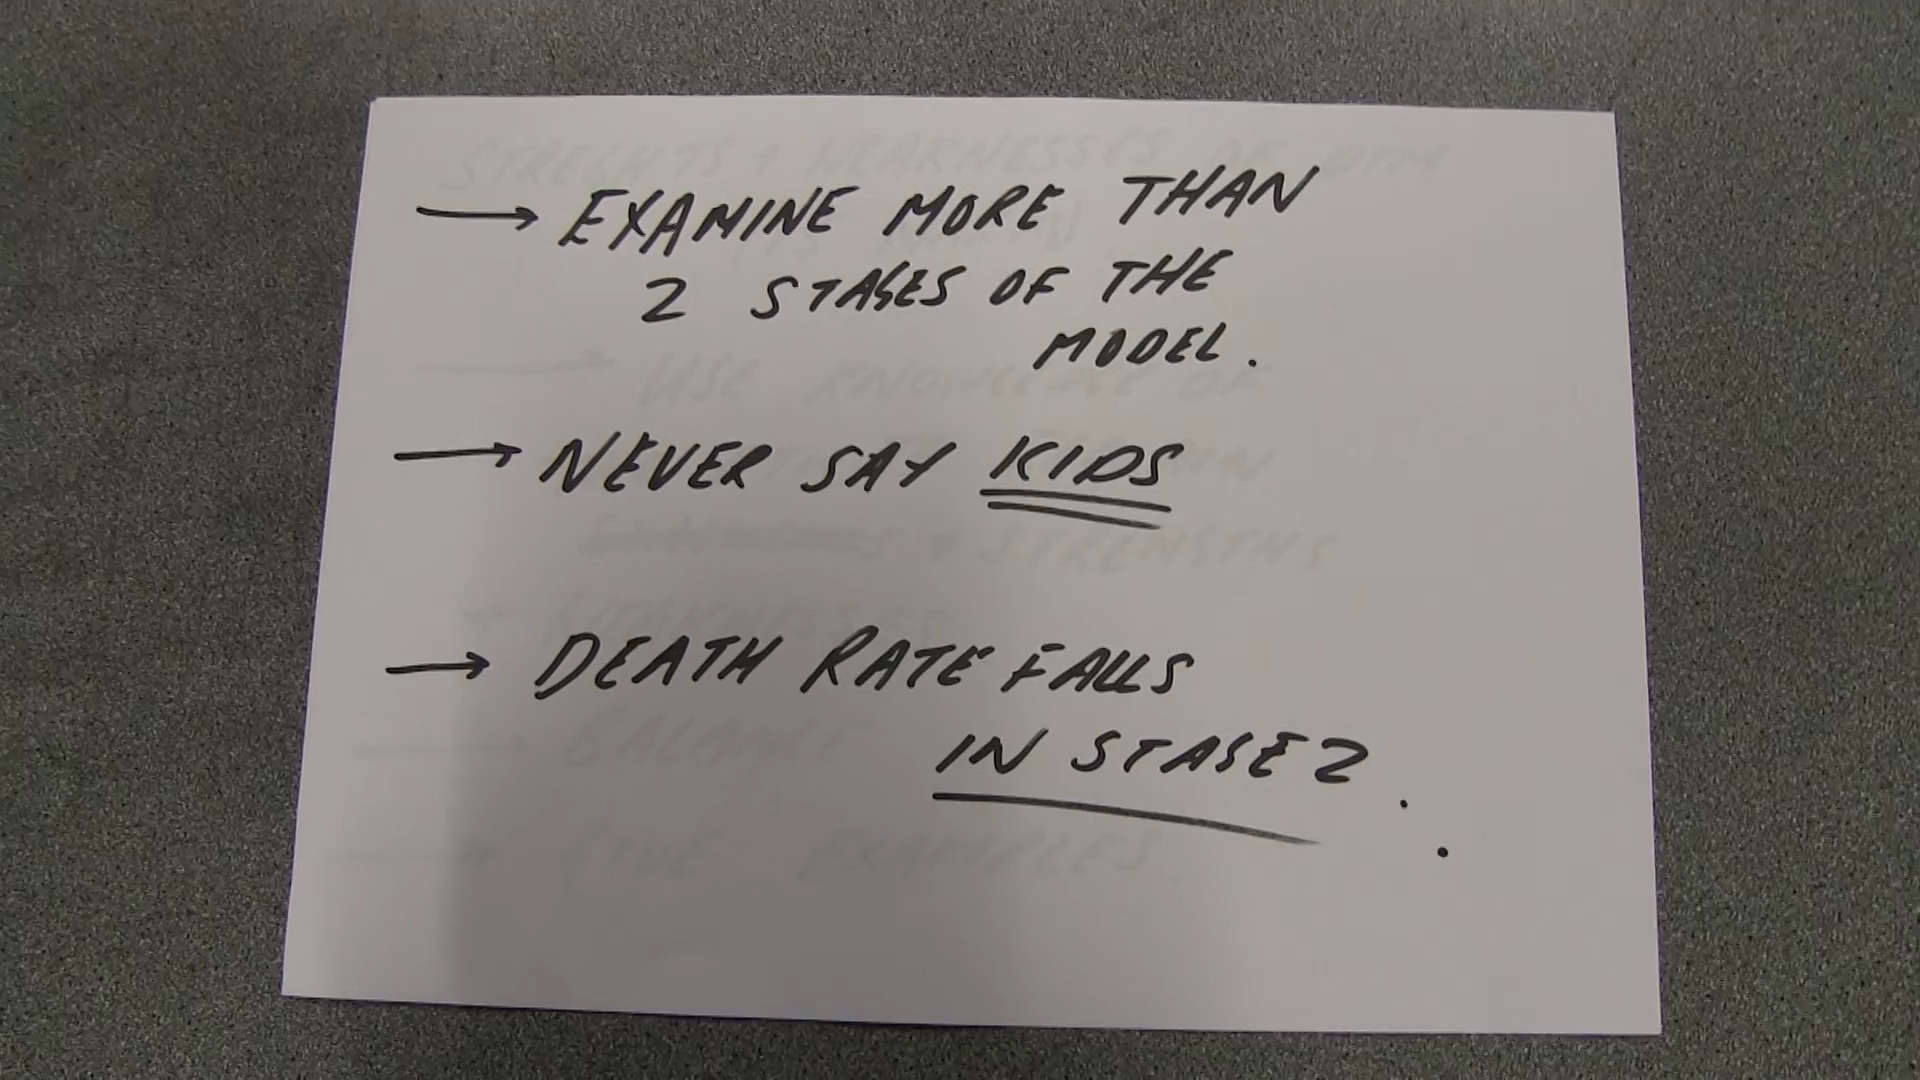 → EXAMINE MORE THAN
2 STAGES OF THE
MODEL.
→ NEVER SAY KIDS
→ DEATH RATE FALLS
IN STAGE 2.